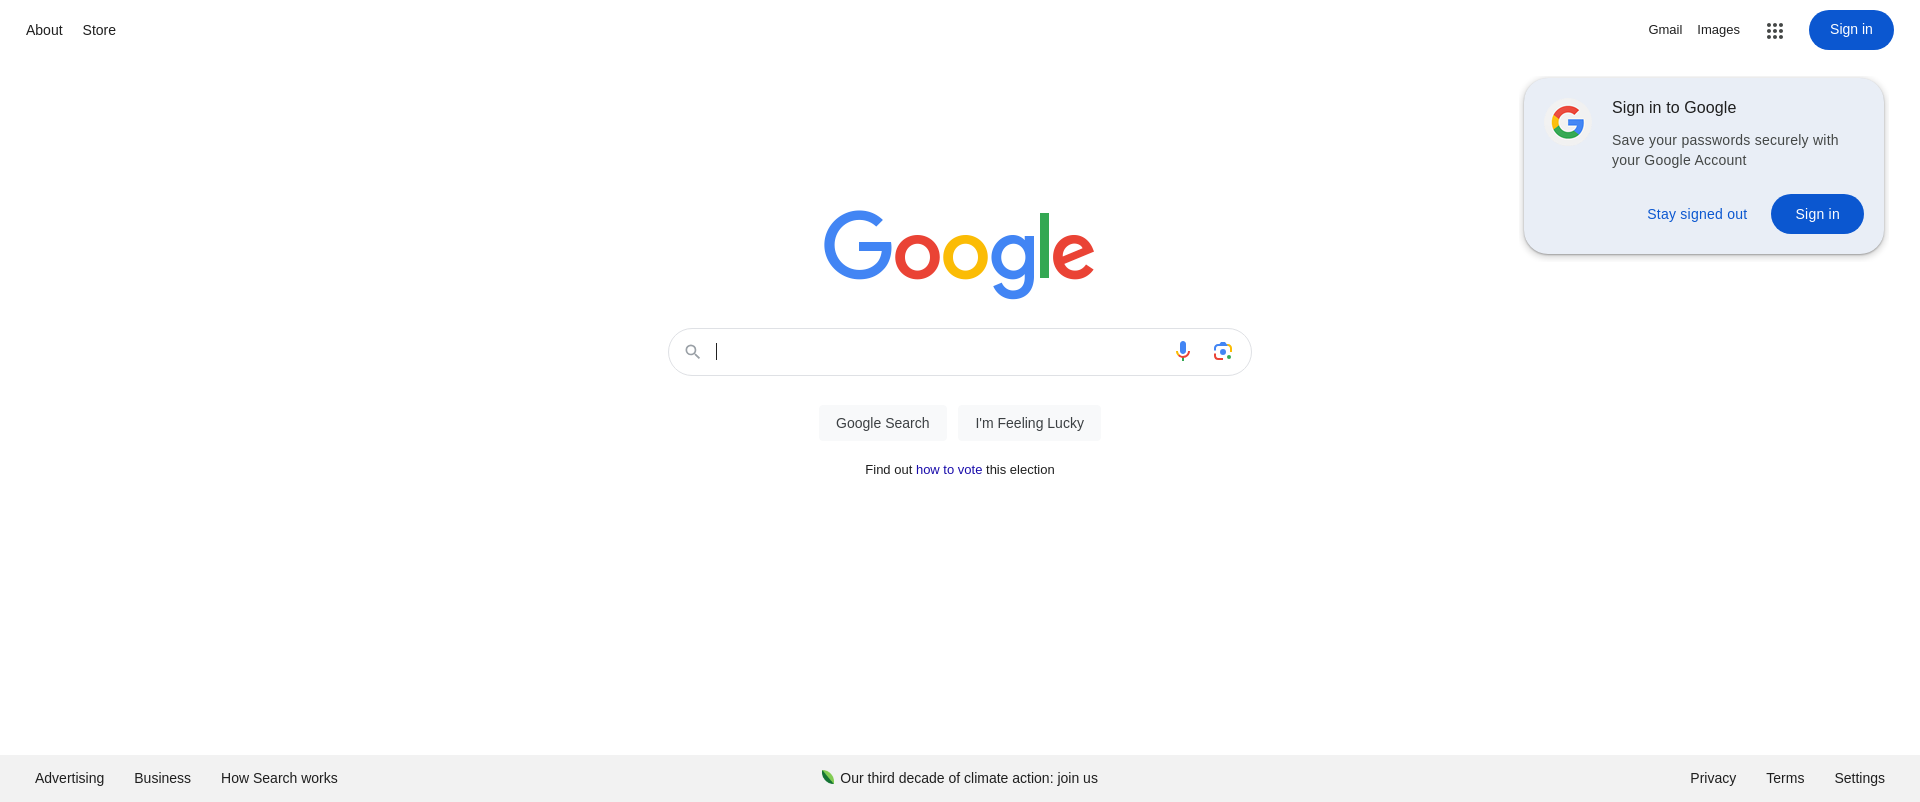 About Store
Gmail Images Sign in
Sign in to Google
Save your passwords securely with
your Google Account
Stay signed out Sign in
Google
Google Search I'm Feeling Lucky
Find out how to vote this election
Advertising Business How Search works
Our third decade of climate action: join us
Privacy Terms Settings